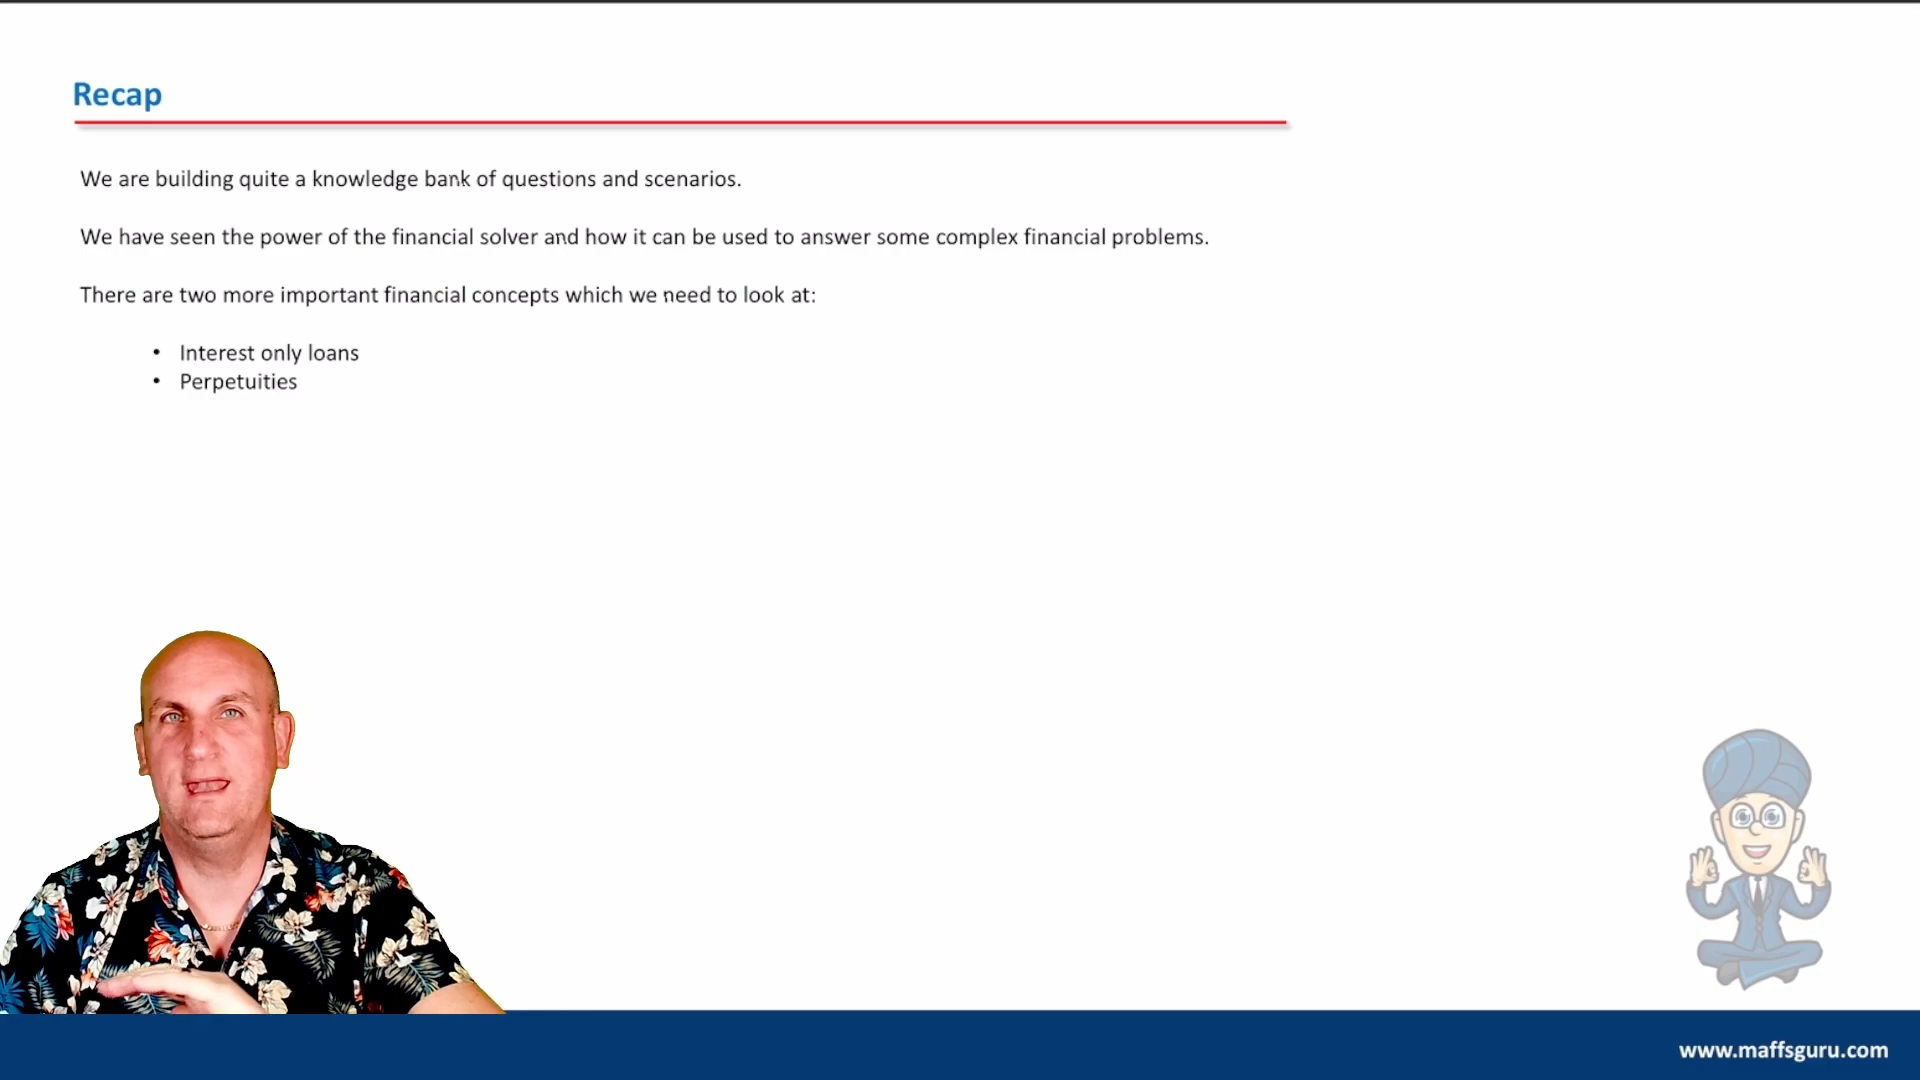 Recap
We are building quite a knowledge bank of questions and scenarios.
We have seen the power of the financial solver and how it can be used to answer some complex financial problems.
There are two more important financial concepts which we need to look at:
• Interest only loans
• Perpetuities
www.maffsguru.com